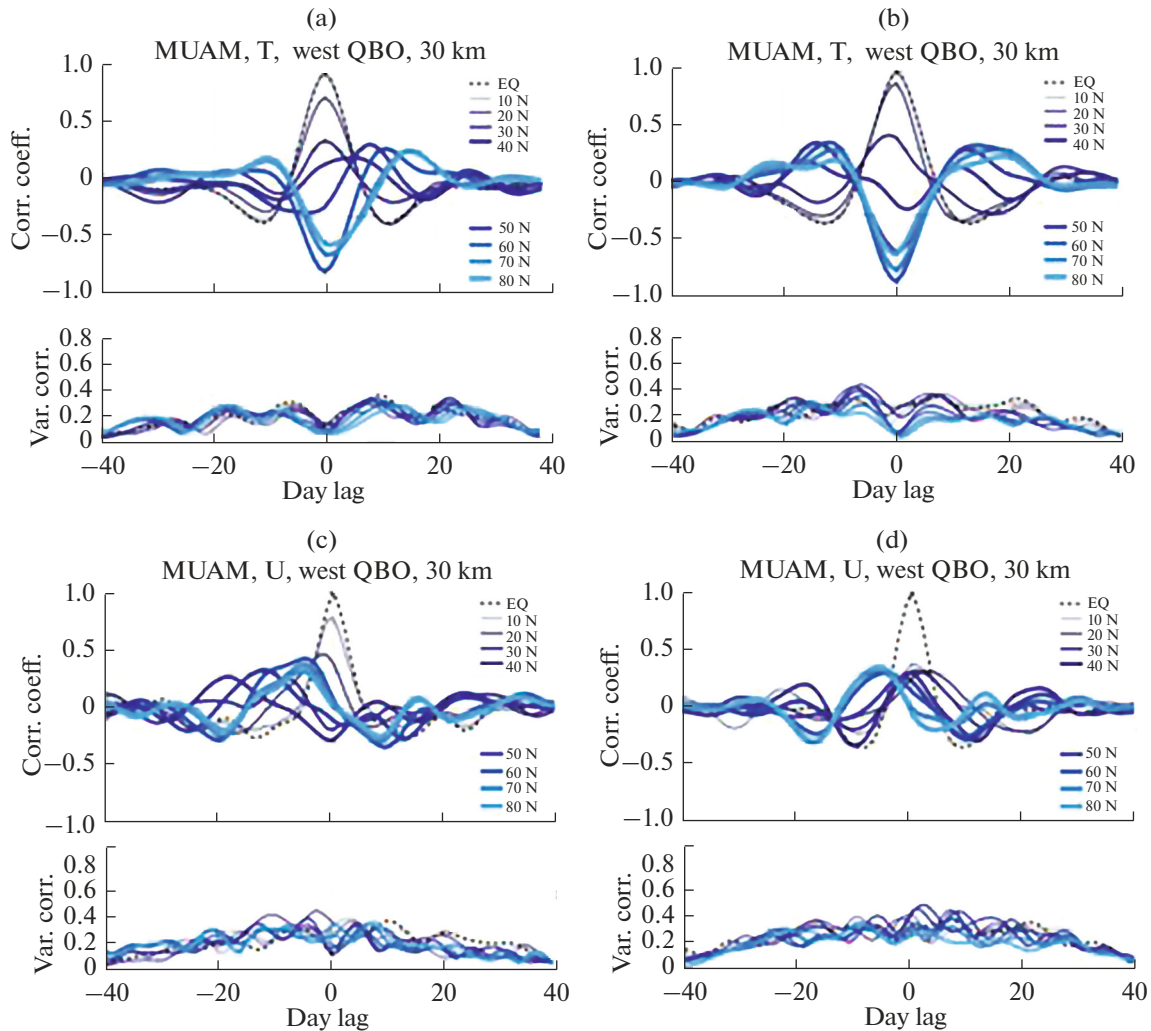 (a)
MUAM, T, west QBO, 30 km
1.0
0.5
0
−0.5
−1.0
Corr. coeff.
EQ
10 N
20 N
30 N
40 N
50 N
60 N
70 N
80 N
0.8
0.6
0.4
0.2
0
Var. corr.
−40
−20
0
20
40
Day lag
(b)
MUAM, T, west QBO, 30 km
1.0
0.5
0
−0.5
−1.0
Corr. coeff.
EQ
10 N
20 N
30 N
40 N
50 N
60 N
70 N
80 N
0.8
0.6
0.4
0.2
0
Var. corr.
−40
−20
0
20
40
Day lag
(c)
MUAM, U, west QBO, 30 km
1.0
0.5
0
−0.5
−1.0
Corr. coeff.
EQ
10 N
20 N
30 N
40 N
50 N
60 N
70 N
80 N
0.8
0.6
0.4
0.2
0
Var. corr.
−40
−20
0
20
40
Day lag
(d)
MUAM, U, west QBO, 30 km
1.0
0.5
0
−0.5
−1.0
Corr. coeff.
EQ
10 N
20 N
30 N
40 N
50 N
60 N
70 N
80 N
0.8
0.6
0.4
0.2
0
Var. corr.
−40
−20
0
20
40
Day lag